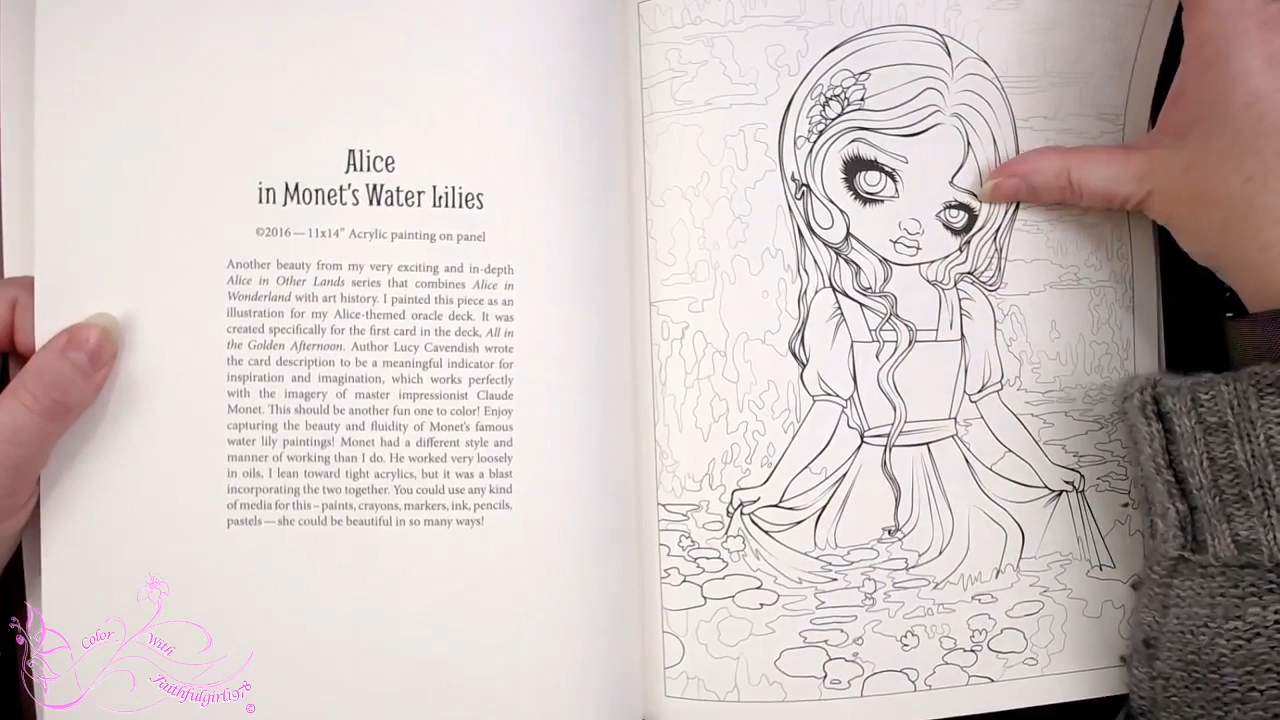 Alice
in Monet's Water Lilies
©2016 — 11x14" Acrylic painting on panel
Another beauty from my very exciting and in-depth
Alice in Other Lands series that combines Alice in
Wonderland with art history. I painted this piece as an
illustration for my Alice-themed oracle deck. It was
created specifically for the first card in the deck, All in
the Golden Afternoon. Author Lucy Cavendish wrote
the card description to be a meaningful indicator for
inspiration and imagination, which works perfectly
with the imagery of master impressionist Claude
Monet. This should be another fun one to color! Enjoy
capturing the beauty and fluidity of Monet's famous
water lily paintings! Monet had a different style and
manner of working than I do. He worked very loosely
in oils, I lean toward tight acrylics, but it was a blast
incorporating the two together. You could use any kind
of media for this – paints, crayons, markers, ink, pencils,
pastels — she could be beautiful in so many ways!
Color With
Faithfulgirl1978
©